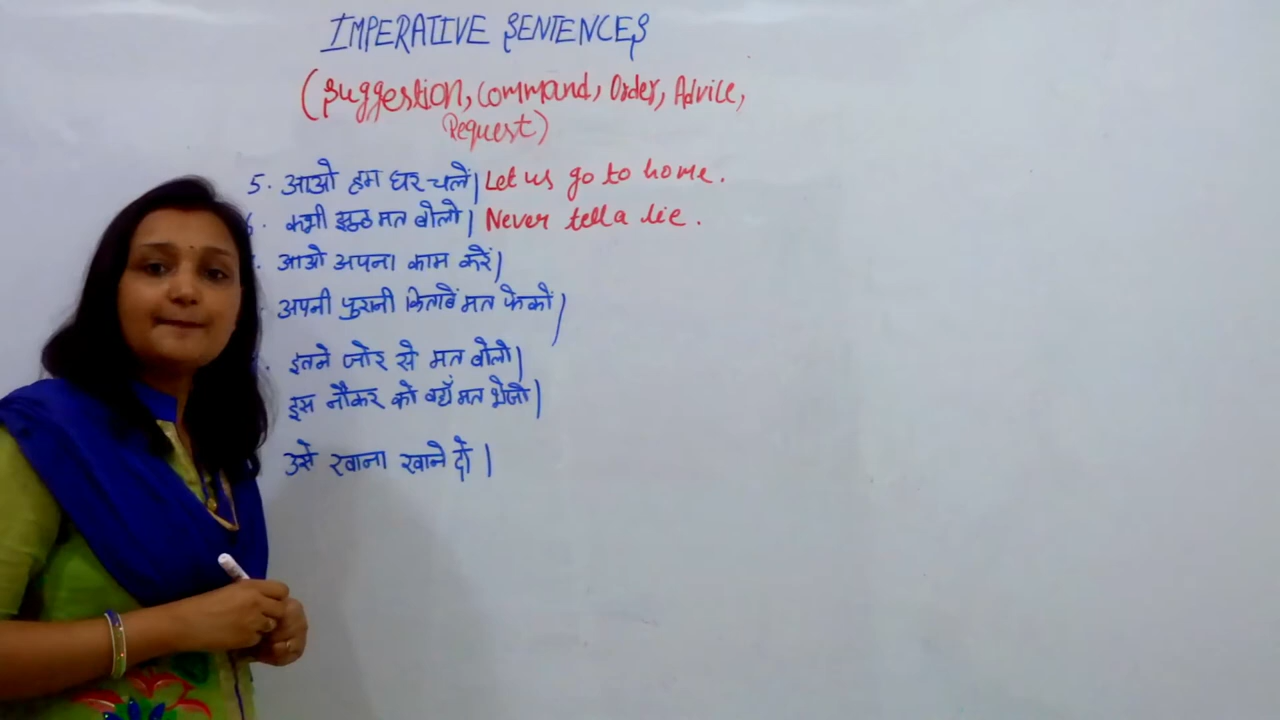 IMPERATIVE SENTENCES
(Suggestion, Command, Order, Advice,
Request)
5. आओ हम घर चलें| Let us go to home.
6. कभी झूठ मत बोलो| Never tell a lie.
आओ अपना काम करें|
अपनी पुरानी किताबें मत फेको|
इतने जोर से मत बोलो|
इस नौकर को वहाँ मत भेजो|
उसे खाना खाने दो|